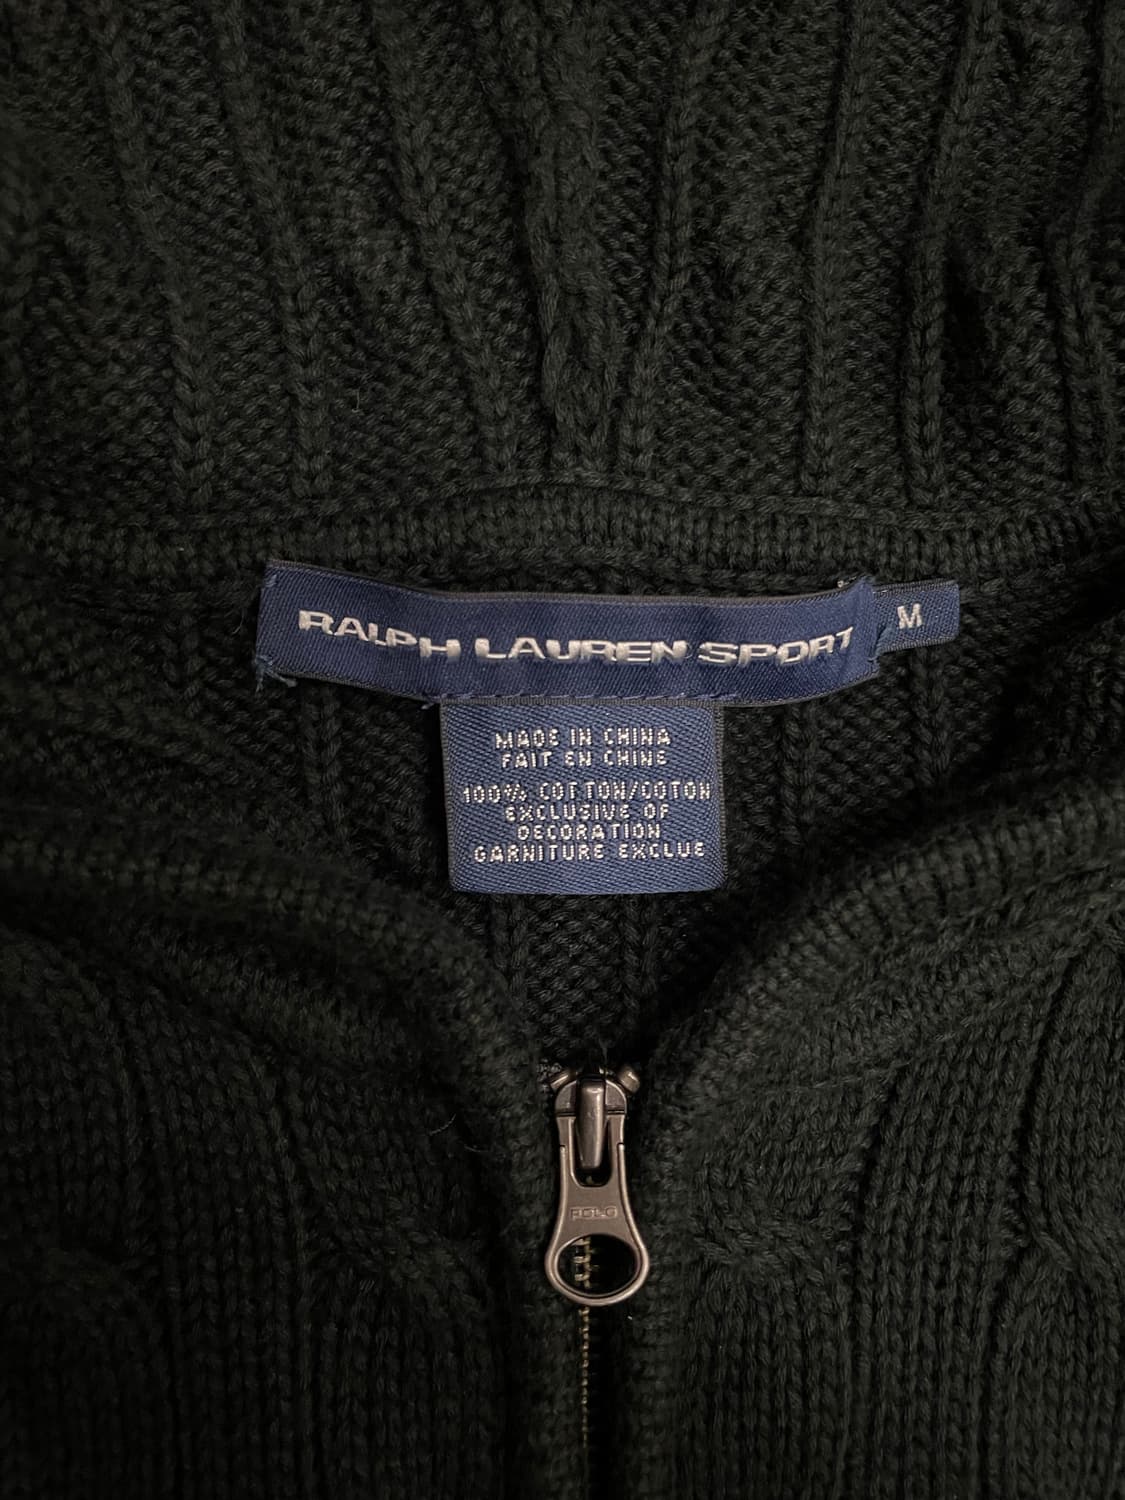 RALPH LAUREN SPORT
M
MADE IN CHINA
FAIT EN CHINE
100% COTTON/COTON
EXCLUSIVE OF
DECORATION
GARNITURE EXCLUE
POLO